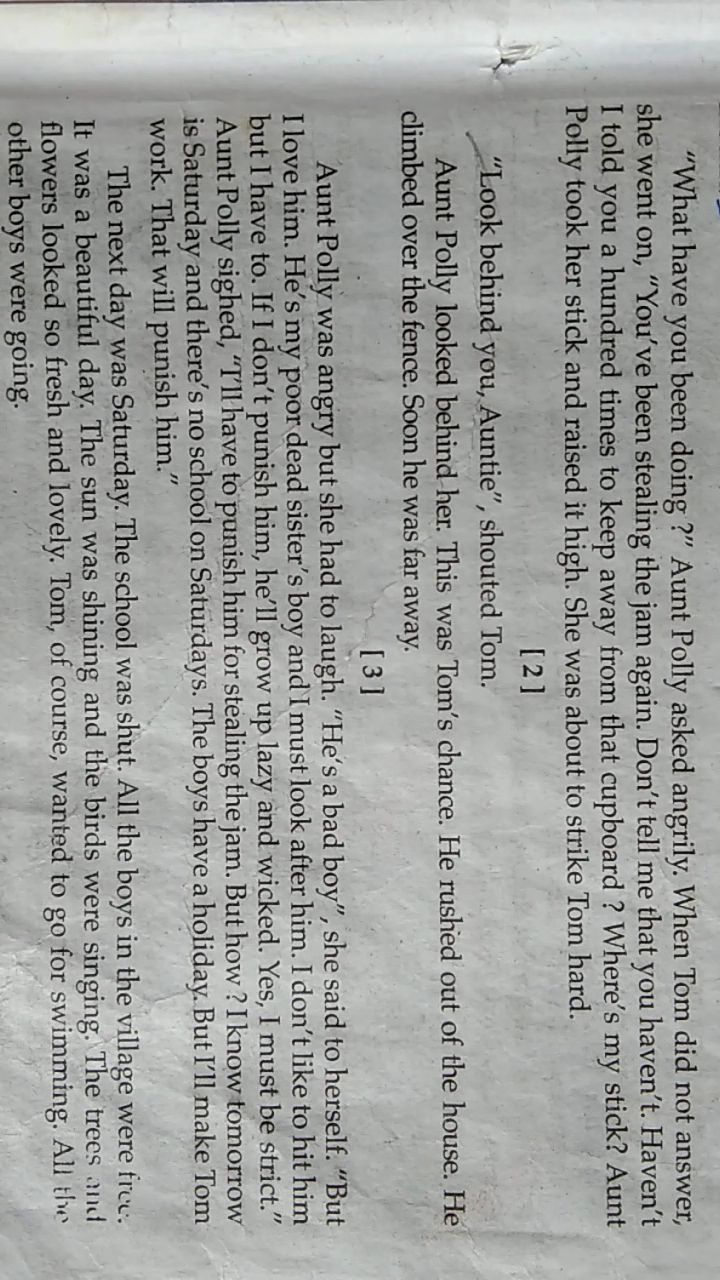 "What have you been doing ?" Aunt Polly asked angrily. When Tom did not answer,
she went on, "You've been stealing the jam again. Don't tell me that you haven't. Haven't
I told you a hundred times to keep away from that cupboard ? Where's my stick? Aunt
Polly took her stick and raised it high. She was about to strike Tom hard.
[ 2 ]
"Look behind you, Auntie", shouted Tom.
Aunt Polly looked behind her. This was Tom's chance. He rushed out of the house. He
climbed over the fence. Soon he was far away.
[ 3 ]
Aunt Polly was angry but she had to laugh. "He's a bad boy", she said to herself. "But
I love him. He's my poor dead sister's boy and I must look after him. I don't like to hit him
but I have to. If I don't punish him, he'll grow up lazy and wicked. Yes, I must be strict."
Aunt Polly sighed, "I'll have to punish him for stealing the jam. But how ? I know tomorrow
is Saturday and there's no school on Saturdays. The boys have a holiday. But I'll make Tom
work. That will punish him."
The next day was Saturday. The school was shut. All the boys in the village were free.
It was a beautiful day. The sun was shining and the birds were singing. The trees and
flowers looked so fresh and lovely. Tom, of course, wanted to go for swimming. All the
other boys were going.